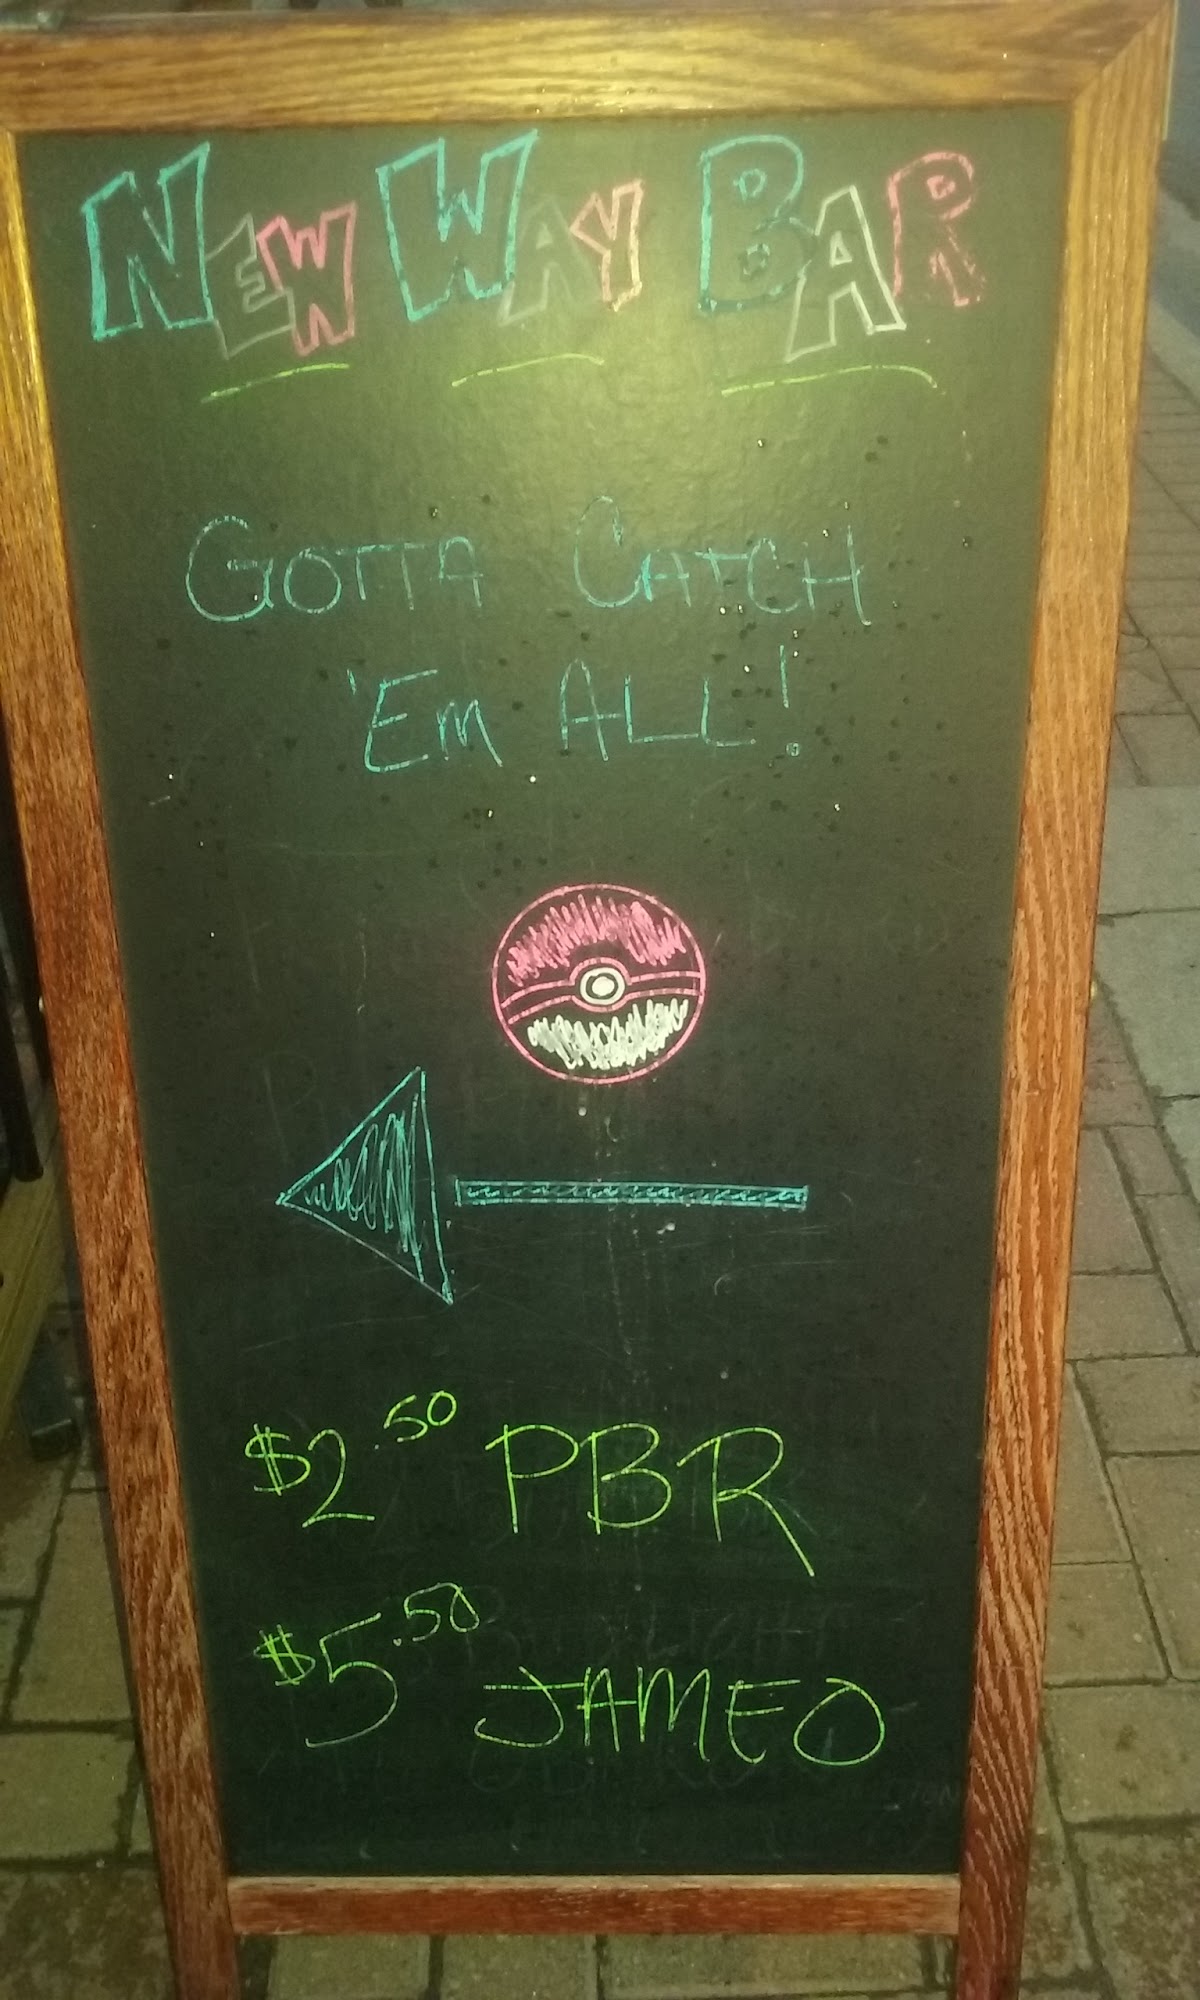 New Way Bar
Gotta Catch
'Em All!
$2.50 PBR
$5.50 JAMEO